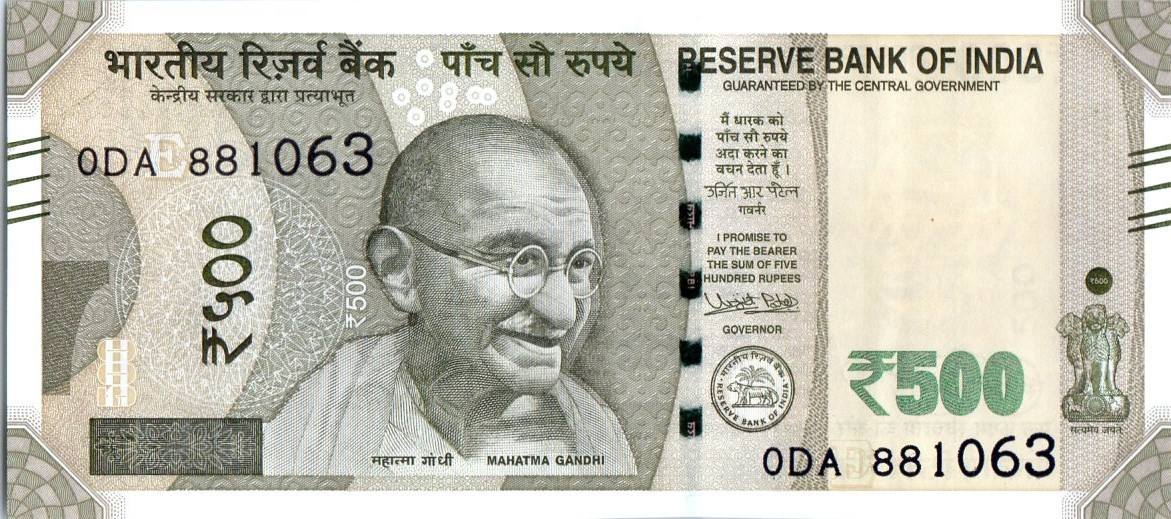 भारतीय रिज़र्व बैंक
पाँच सौ रुपये
केन्द्रीय सरकार द्वारा प्रत्याभूत
RESERVE BANK OF INDIA
GUARANTEED BY THE CENTRAL GOVERNMENT
0DA 881063
₹५००
₹500
मैं धारक को
पाँच सौ रुपये
अदा करने का
वचन देता हूँ ।
उर्जित आर पटेल
गवर्नर
I PROMISE TO
PAY THE BEARER
THE SUM OF FIVE
HUNDRED RUPEES
Urjit Patel
GOVERNOR
भारतीय रिज़र्व बैंक
RESERVE BANK OF INDIA
₹500
₹500
सत्यमेव जयते
महात्मा गांधी
MAHATMA GANDHI
0DA 881063